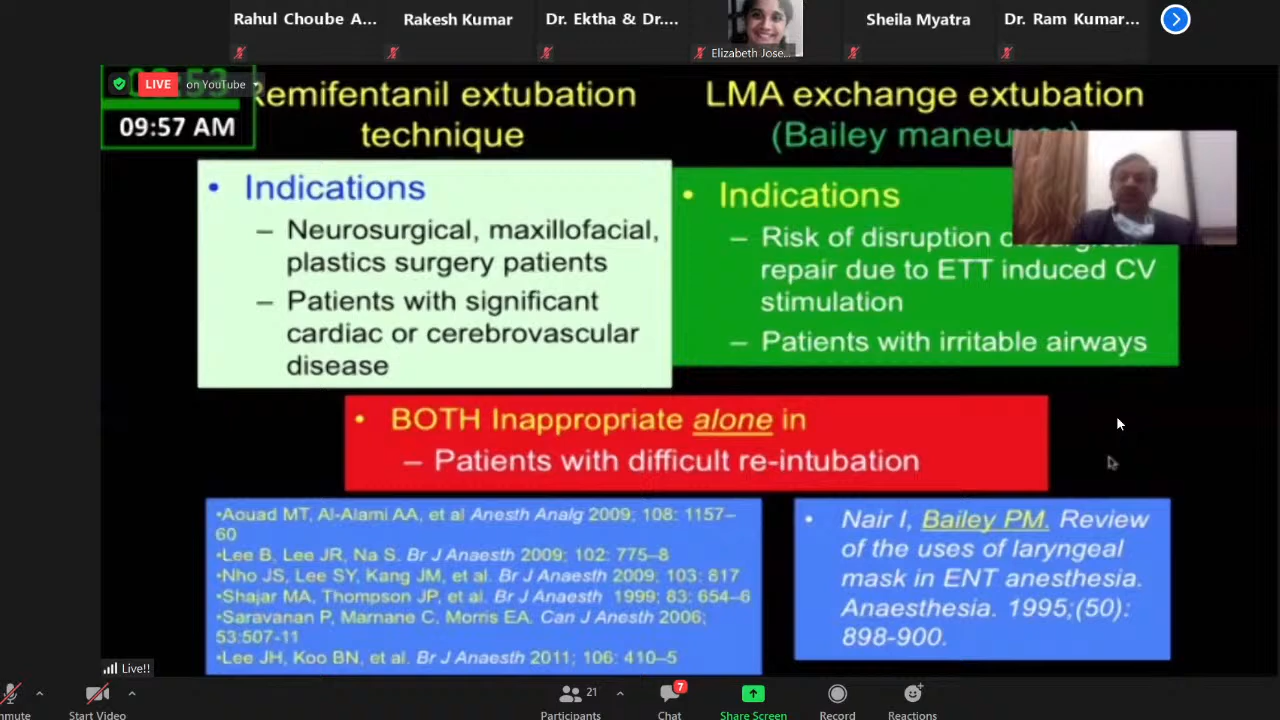 Rahul Choube A...
Rakesh Kumar
Dr. Ektha & Dr....
Sheila Myatra
Dr. Ram Kumar...
Elizabeth Jose...
LIVE on YouTube
09:57 AM
Remifentanil extubation
technique
LMA exchange extubation
(Bailey
• Indications
– Neurosurgical, maxillofacial,
plastics surgery patients
– Patients with significant
cardiac or cerebrovascular
disease
• Indications
– Risk of disruption
repair due to ETT induced CV
stimulation
– Patients with irritable airways
• BOTH Inappropriate alone in
– Patients with difficult re-intubation
•Aouad MT, Al-Alami AA, et al Anesth Analg 2009; 108: 1157–
60
•Lee B, Lee JR, Na S. Br J Anaesth 2009; 102: 775–8
•Nho JS, Lee SY, Kang JM, et al. Br J Anaesth 2009; 103: 817
•Shajar MA, Thompson JP, et al. Br J Anaesth 1999; 83: 654–6
•Saravanan P, Marnane C, Morris EA. Can J Anesth 2006;
53:507-11
•Lee JH, Koo BN, et al. Br J Anaesth 2011; 106: 410–5
• Nair I, Bailey PM. Review
of the uses of laryngeal
mask in ENT anesthesia.
Anaesthesia. 1995;(50):
898-900.
Live!!
Start Video
21
Participants
7
Chat
Share Screen
Record
Reactions